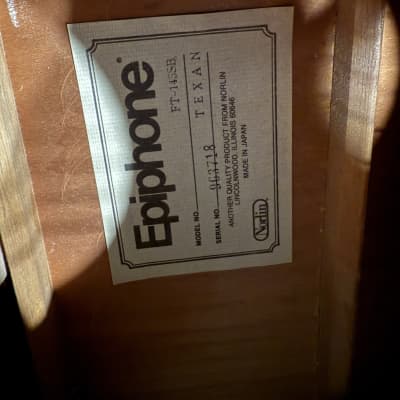 Epiphone®
FT-145SB
MODEL NO. TEXAN
SERIAL NO. 963718
ANOTHER QUALITY PRODUCT FROM NORLIN
LINCOLNWOOD, ILLINOIS 60646
MADE IN JAPAN
Norlin